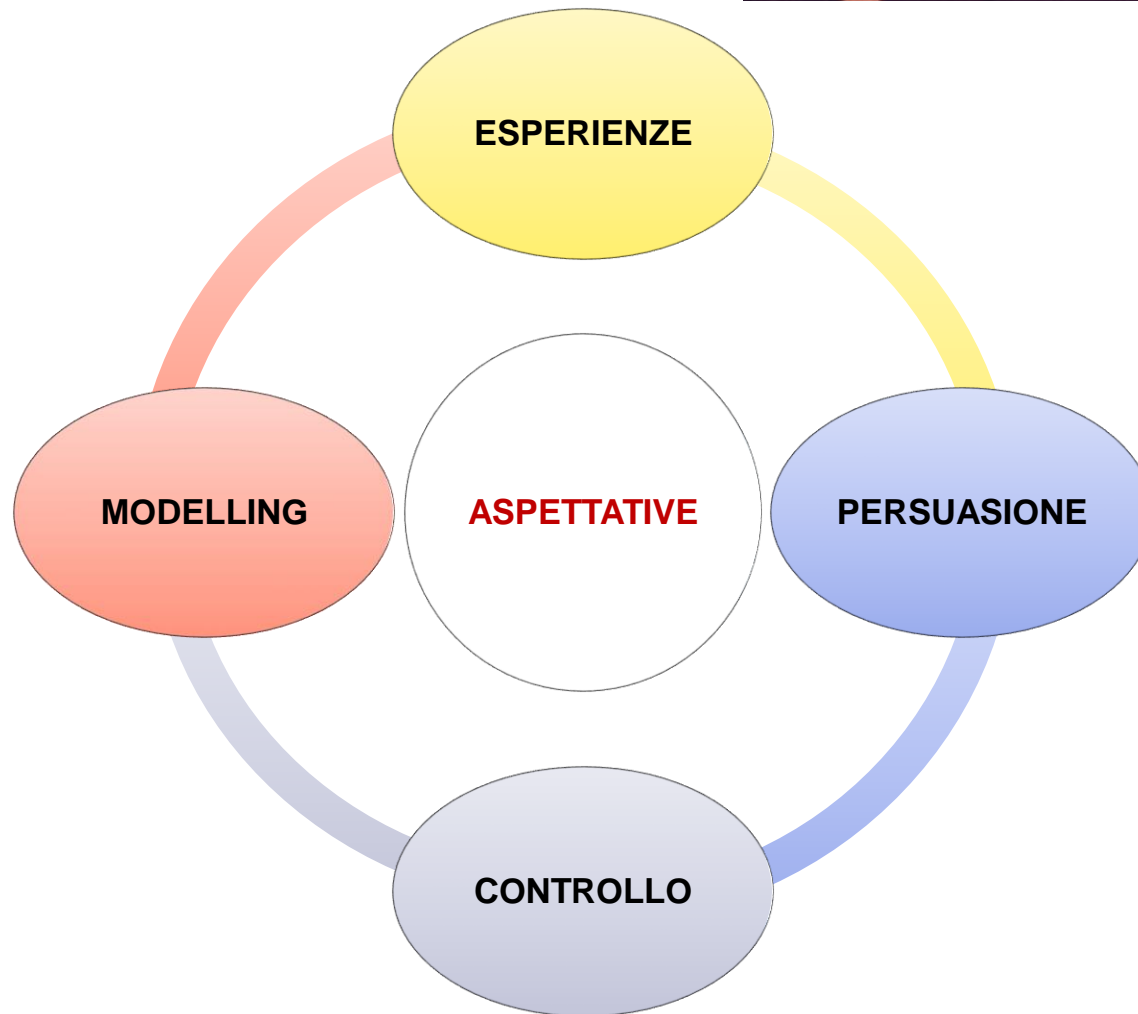 ESPERIENZE
MODELLING
ASPETTATIVE
PERSUASIONE
CONTROLLO